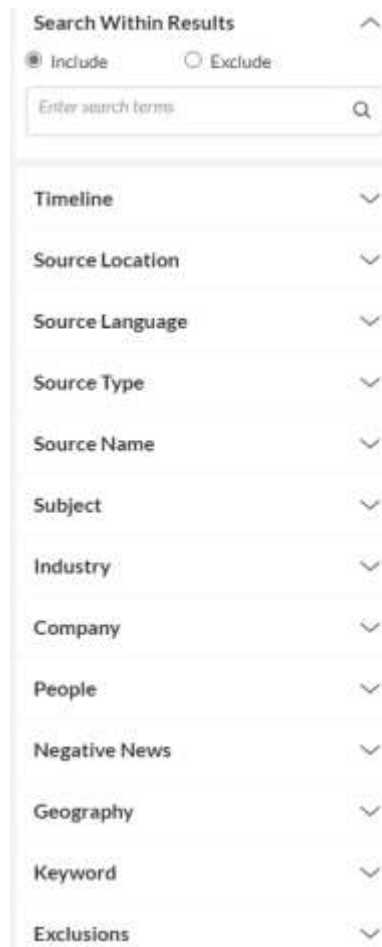 Search Within Results
Include Exclude
Enter search terms
Timeline
Source Location
Source Language
Source Type
Source Name
Subject
Industry
Company
People
Negative News
Geography
Keyword
Exclusions